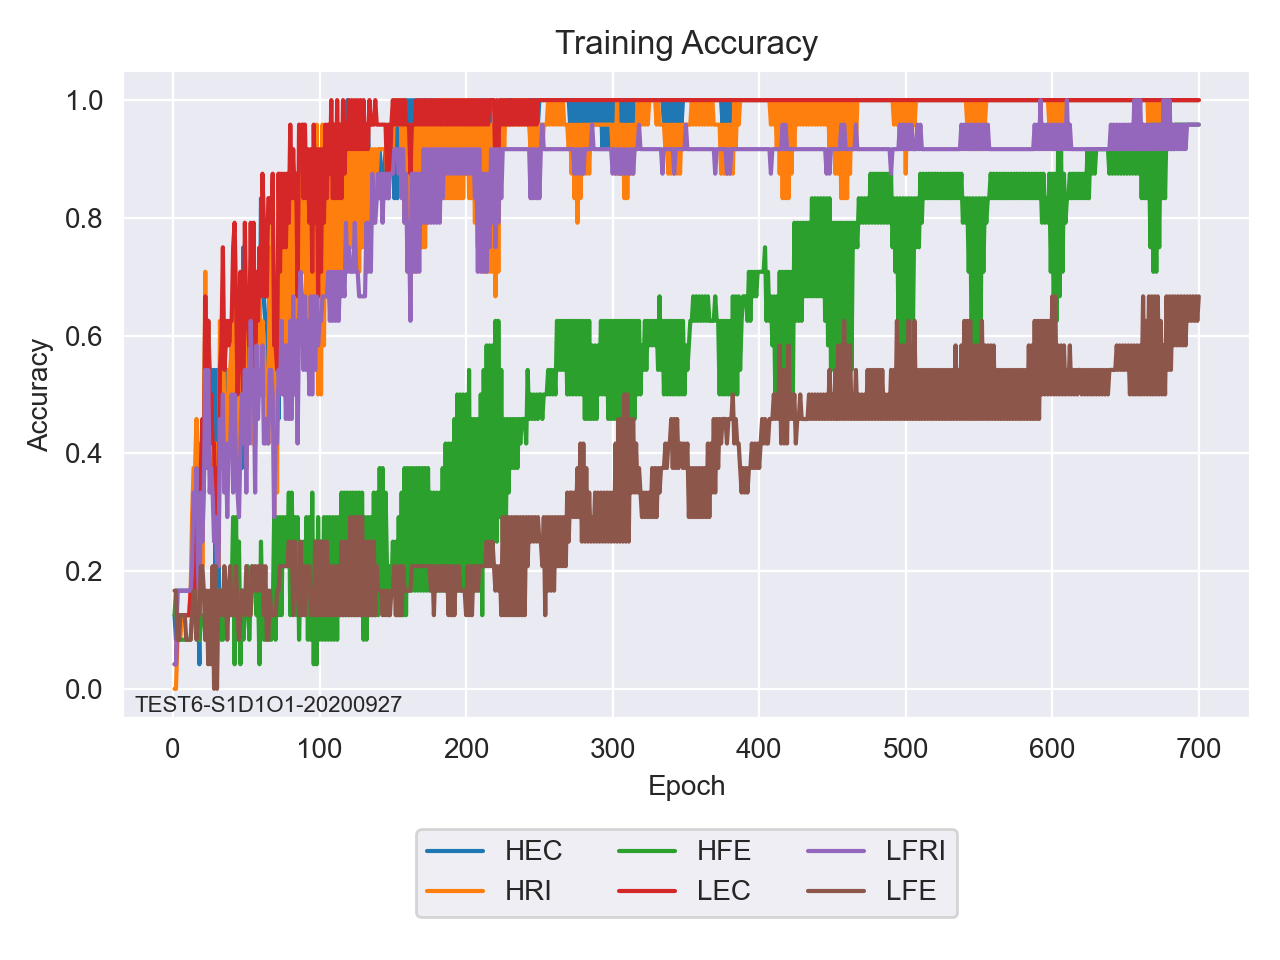 Training Accuracy
1.0
0.8
0.6
0.4
0.2
0.0
Accuracy
TEST6-S1D1O1-20200927
0 100 200 300 400 500 600 700
Epoch
HEC HFE LFRI
HRI LEC LFE